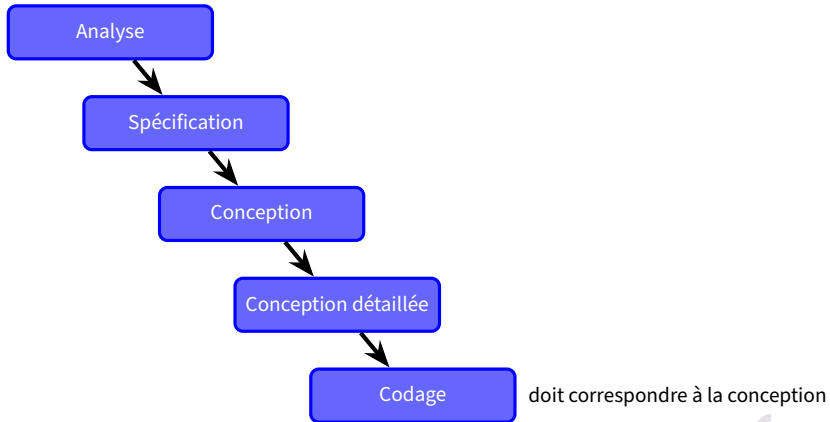 Analyse
Spécification
Conception
Conception détaillée
Codage
doit correspondre à la conception